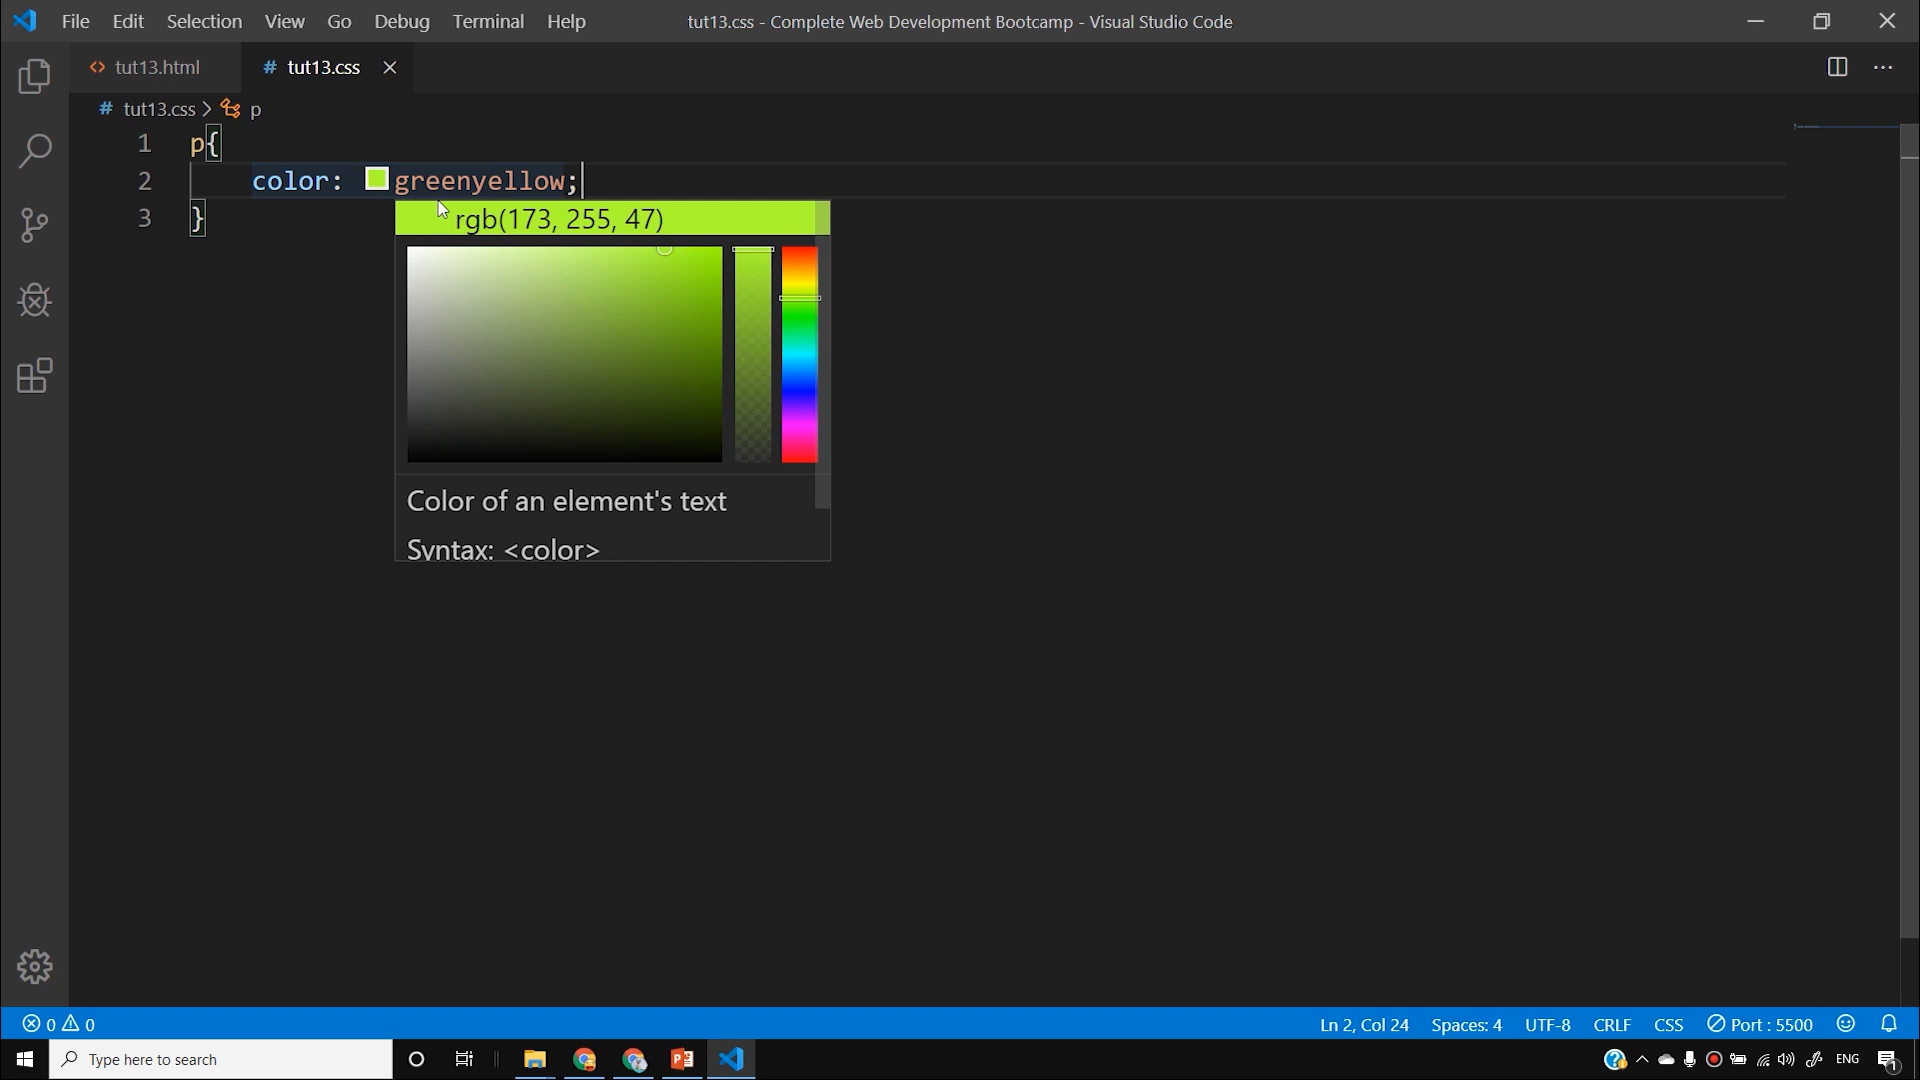 File Edit Selection View Go Debug Terminal Help tut13.css - Complete Web Development Bootcamp - Visual Studio Code
<> tut13.html # tut13.css
# tut13.css > p
1 p{
2 color: greenyellow;
3 }
rgb(173, 255, 47)
Color of an element's text
Syntax: <color>
0 0 Ln 2, Col 24 Spaces: 4 UTF-8 CRLF CSS Port : 5500
Type here to search ENG 1